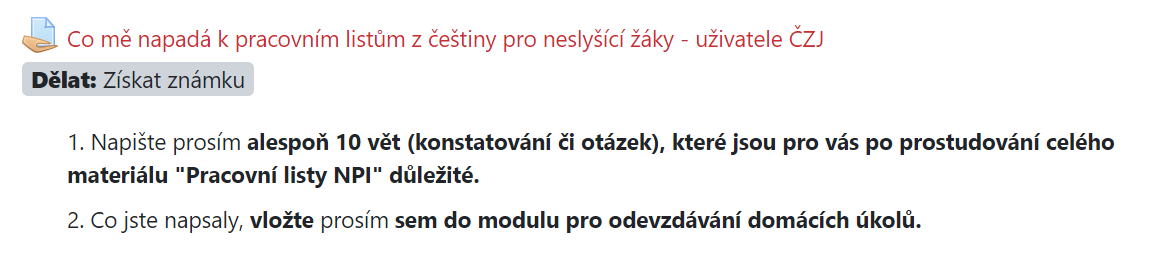 Co mě napadá k pracovním listům z češtiny pro neslyšící žáky - uživatele ČZJ
Dělat: Získat známku
1. Napište prosím alespoň 10 vět (konstatování či otázek), které jsou pro vás po prostudování celého
materiálu "Pracovní listy NPI" důležité.
2. Co jste napsaly, vložte prosím sem do modulu pro odevzdávání domácích úkolů.